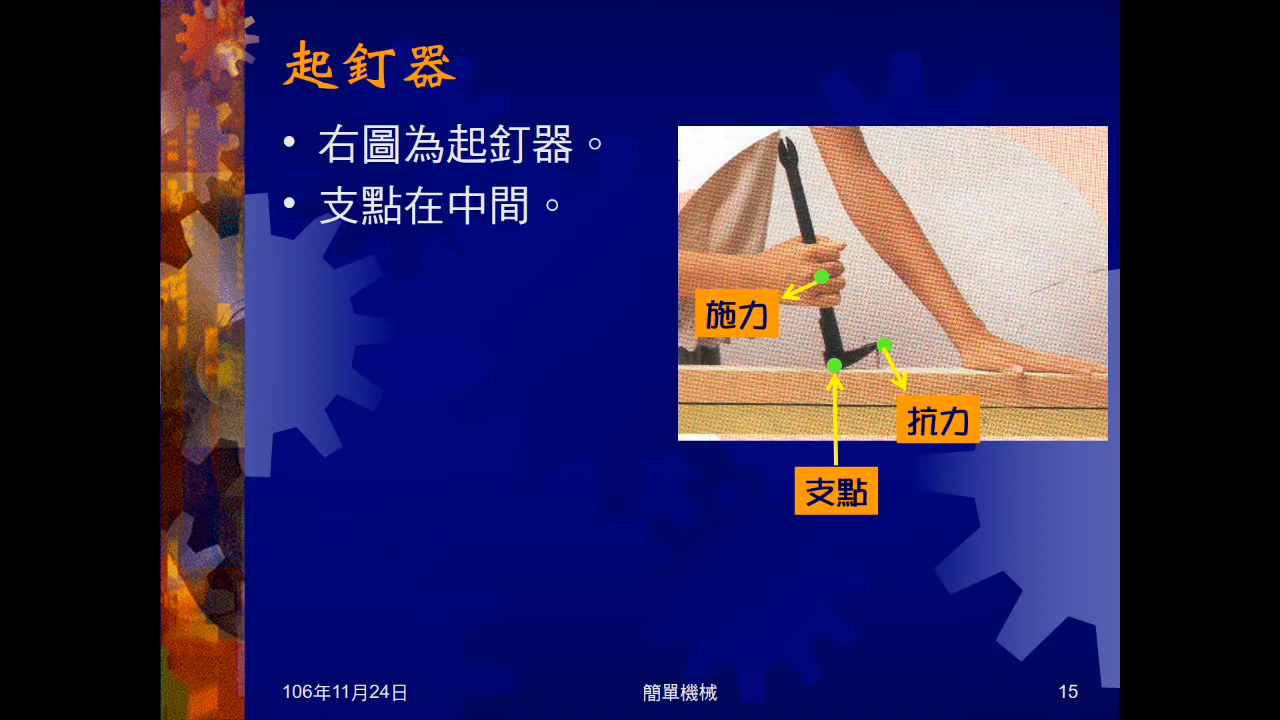 起釘器
• 右圖為起釘器。
• 支點在中間。
施力
抗力
支點
106年11月24日
簡單機械
15